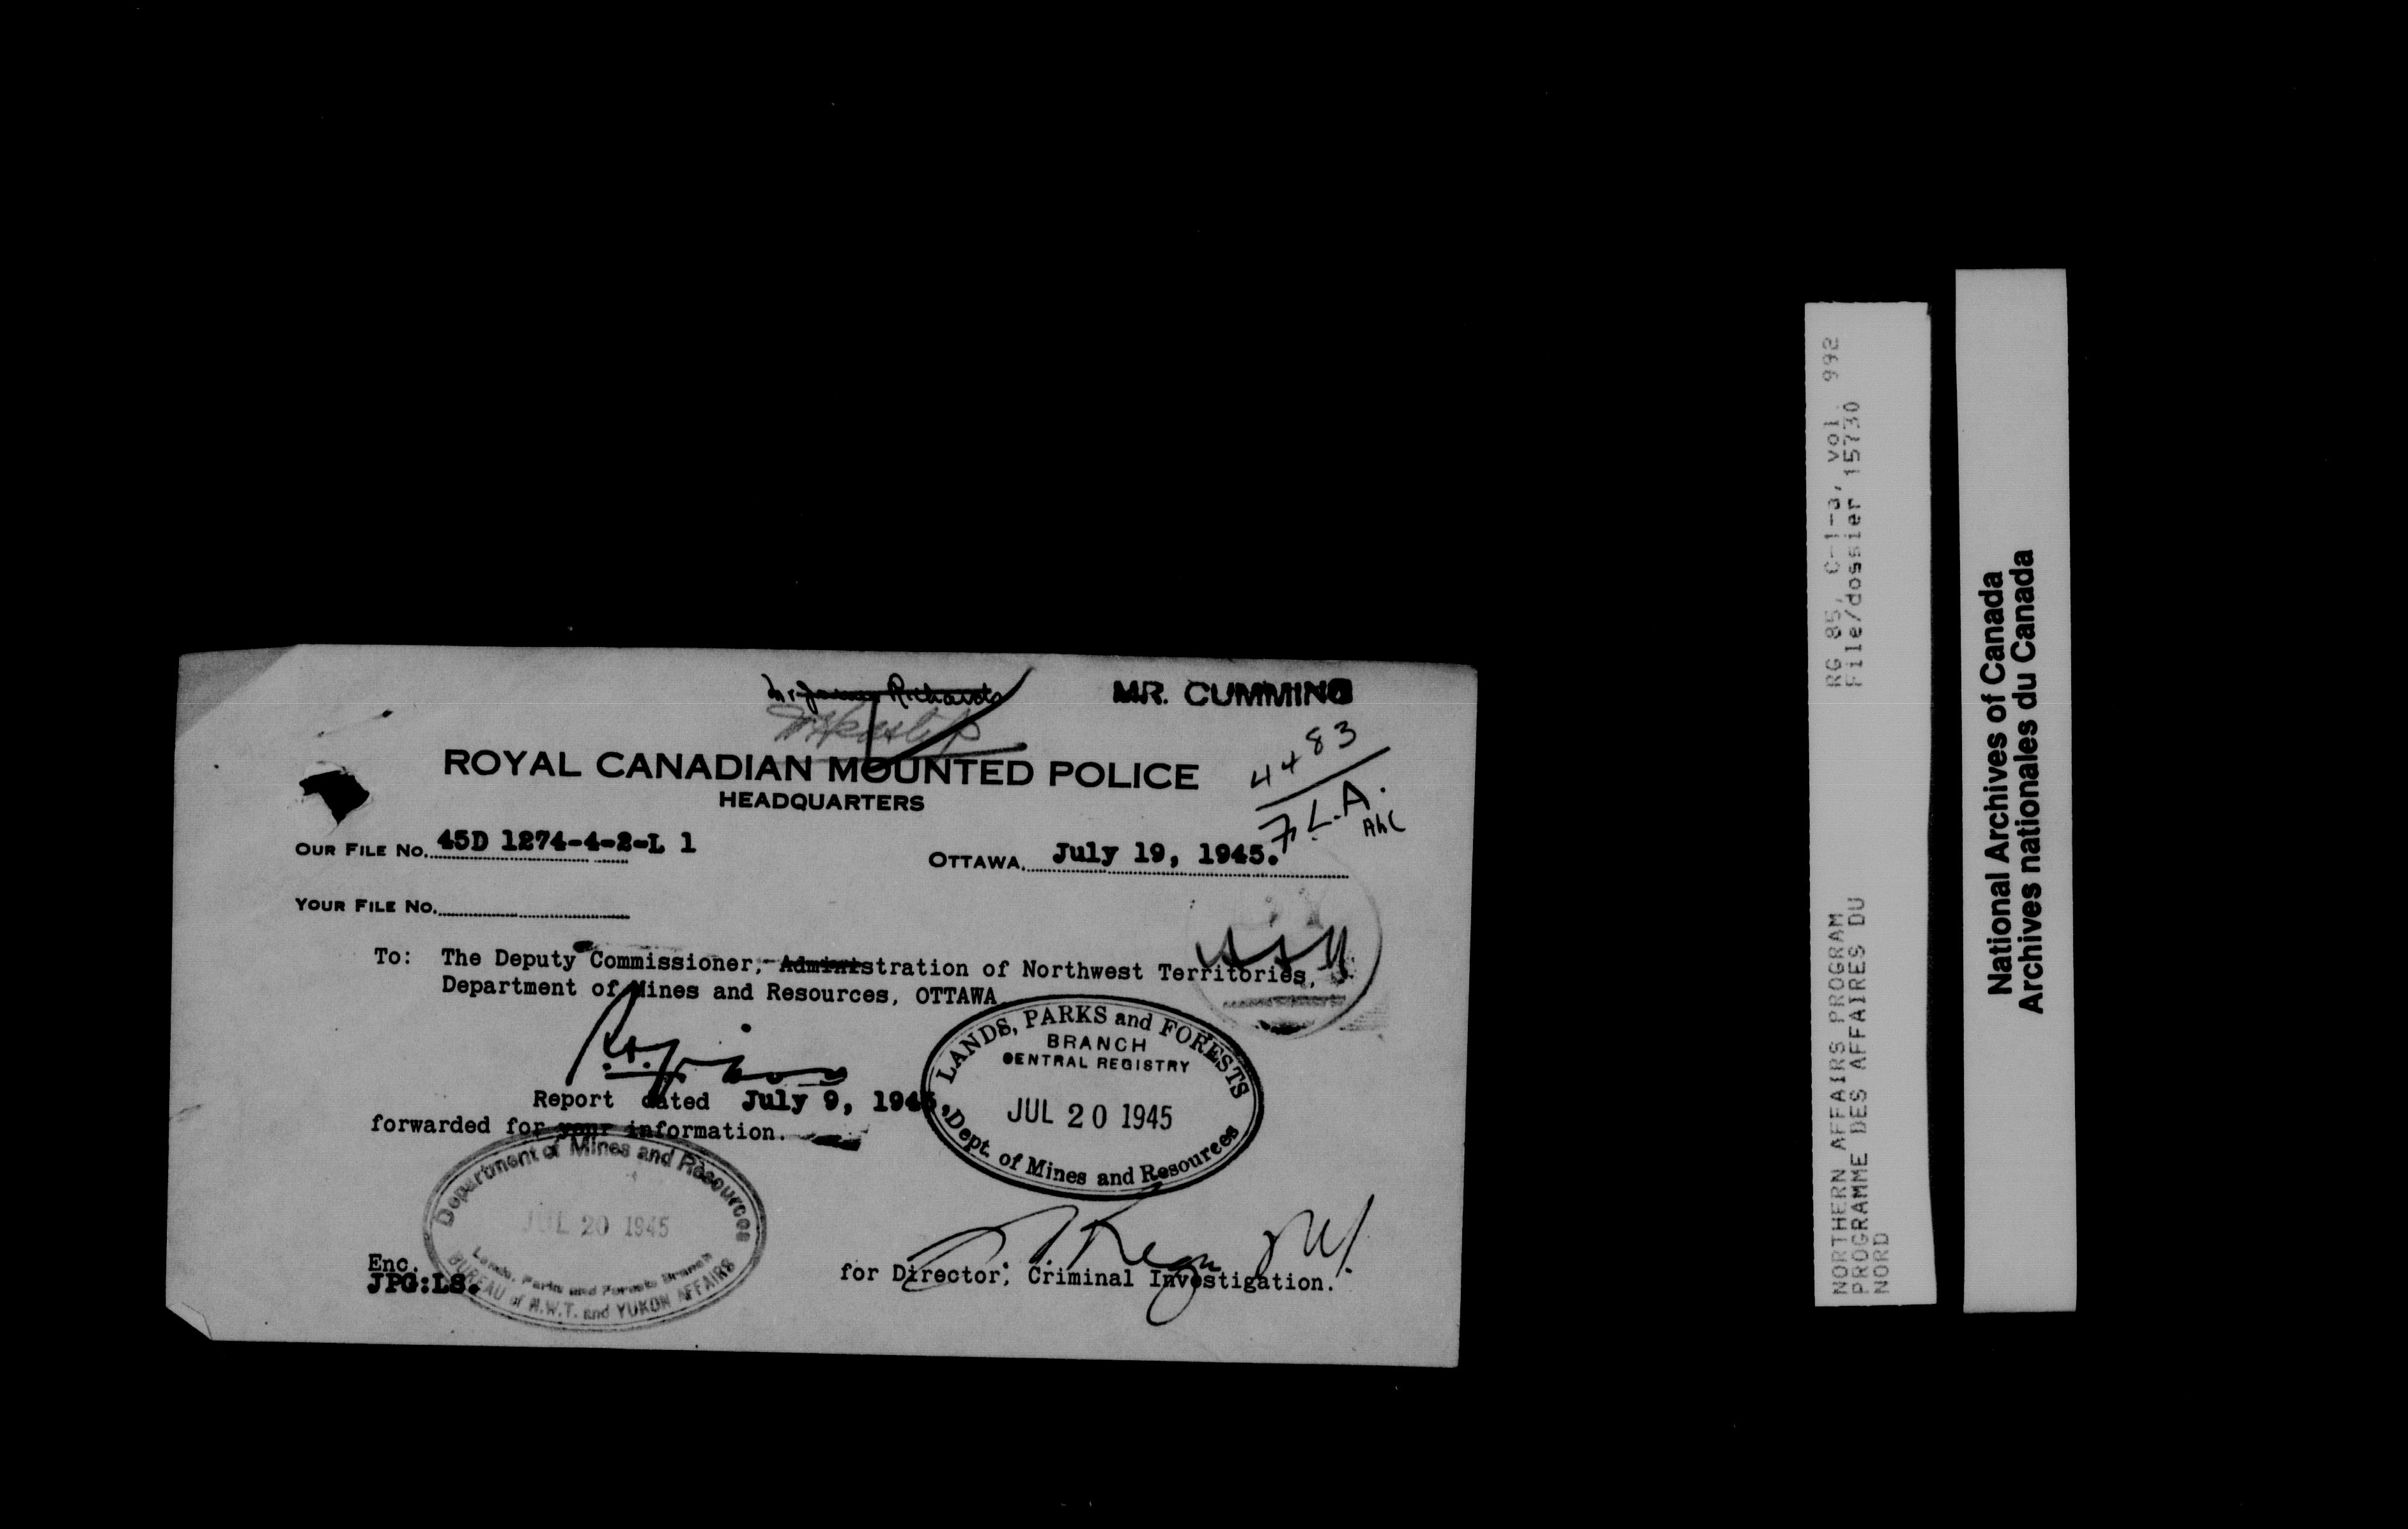 Richards
MR. CUMMING
ROYAL CANADIAN MOUNTED POLICE
HEADQUARTERS
4483
F.L.A.
OUR FILE NO. 45D 1274-4-2-L 1
OTTAWA. July 19, 1945.
YOUR FILE NO.
To: The Deputy Commissioner, Administration of Northwest Territories,
Department of Mines and Resources, OTTAWA
Report dated July 9, 1945,
forwarded for your information.
LANDS, PARKS and FORESTS
BRANCH
CENTRAL REGISTRY
JUL 20 1945
Dept. of Mines and Resources
Department of Mines and Resources
JUL 20 1945
Lands, Parks and Forests Branch
BUREAU of N.W.T. and YUKON AFFAIRS
Enc.
JPG:LS.
for Director, Criminal Investigation.
RG 85, C-1-a, vol. 992
File/dossier 15730
NORTHERN AFFAIRS PROGRAM
PROGRAMME DES AFFAIRES DU
NORD
National Archives of Canada
Archives nationales du Canada